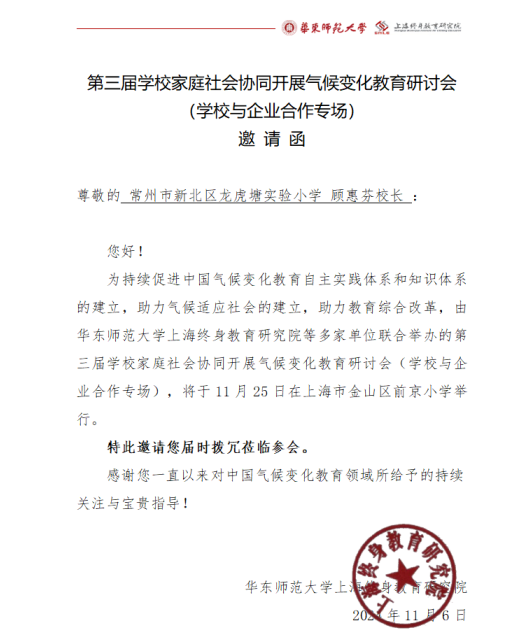 華東師範大學 上海终身教育研究院
第三届学校家庭社会协同开展气候变化教育研讨会
（学校与企业合作专场）
邀 请 函
尊敬的 常州市新北区龙虎塘实验小学 顾惠芬校长 ：
您好！
为持续促进中国气候变化教育自主实践体系和知识体系
的建立，助力气候适应社会的建立，助力教育综合改革，由
华东师范大学上海终身教育研究院等多家单位联合举办的第
三届学校家庭社会协同开展气候变化教育研讨会（学校与企
业合作专场），将于 11 月 25 日在上海市金山区前京小学举
行。
特此邀请您届时拨冗莅临参会。
感谢您一直以来对中国气候变化教育领域所给予的持续
关注与宝贵指导！
华东师范大学上海终身教育研究院
年 11 月 6 日
上海终身教育研究院